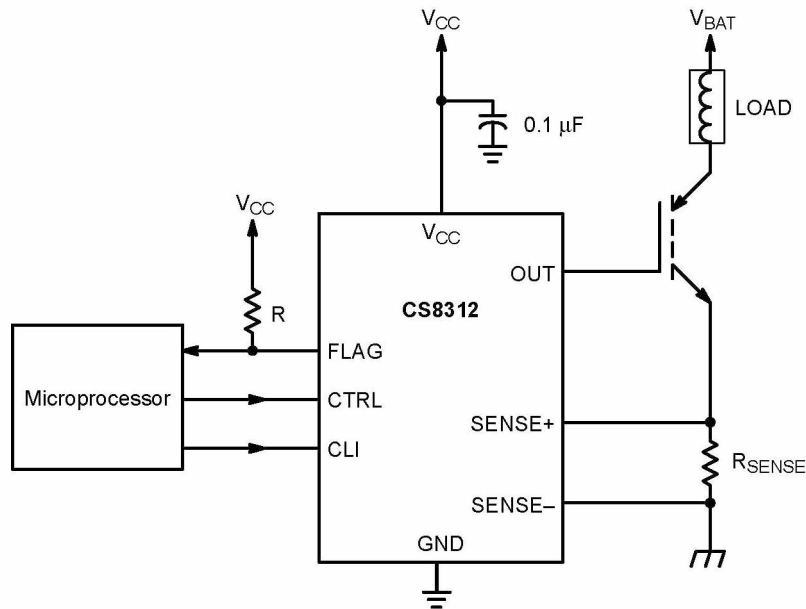 VCC
VBAT
LOAD
0.1 µF
VCC
VCC
OUT
R
CS8312
FLAG
Microprocessor
CTRL
SENSE+
CLI
RSENSE
SENSE–
GND